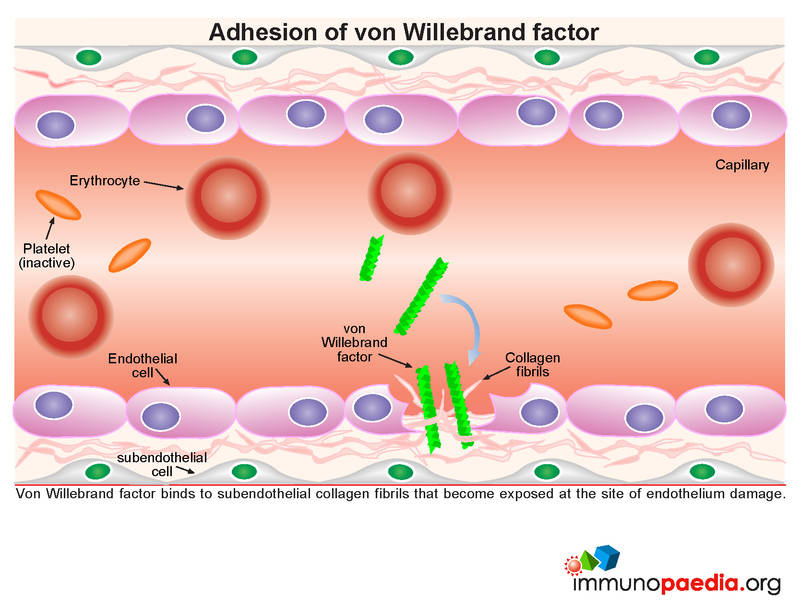 Adhesion of von Willebrand factor
Capillary
Erythrocyte
Platelet
(inactive)
von
Willebrand
factor
Collagen
fibrils
Endothelial
cell
subendothelial
cell
Von Willebrand factor binds to subendothelial collagen fibrils that become exposed at the site of endothelium damage.
immunopaedia.org